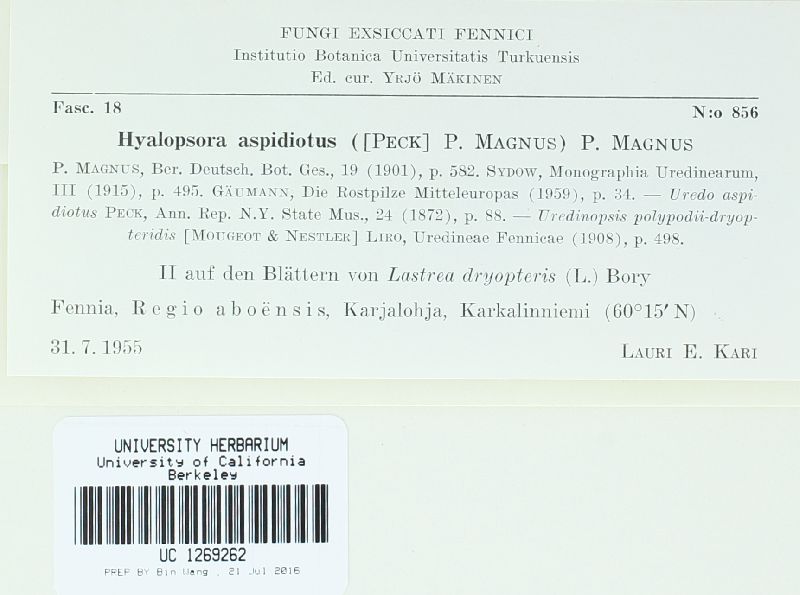 FUNGI EXSICCATI FENNICI
Institutio Botanica Universitatis Turkuensis
Ed. cur. YRJÖ MÄKINEN
Fasc. 18 N:o 856
Hyalopsora aspidiotus ([PECK] P. MAGNUS) P. MAGNUS
P. MAGNUS, Ber. Deutsch. Bot. Ges., 19 (1901), p. 582. SYDOW, Monographia Uredinearum,
III (1915), p. 495. GÄUMANN, Die Rostpilze Mitteleuropas (1959), p. 34. — Uredo aspi-
diotus PECK, Ann. Rep. N.Y. State Mus., 24 (1872), p. 88. — Uredinopsis polypodii-dryop-
teridis [MOUGEOT & NESTLER] LIRO, Uredineae Fennicae (1908), p. 498.
II auf den Blättern von Lastrea dryopteris (L.) Bory
Fennia, Regio aboënsis, Karjalohja, Karkalinniemi (60°15′ N)
31. 7. 1955 LAURI E. KARI
UNIVERSITY HERBARIUM
University of California
Berkeley
UC 1269262
PREP BY Bin Wang , 21 Jul 2016